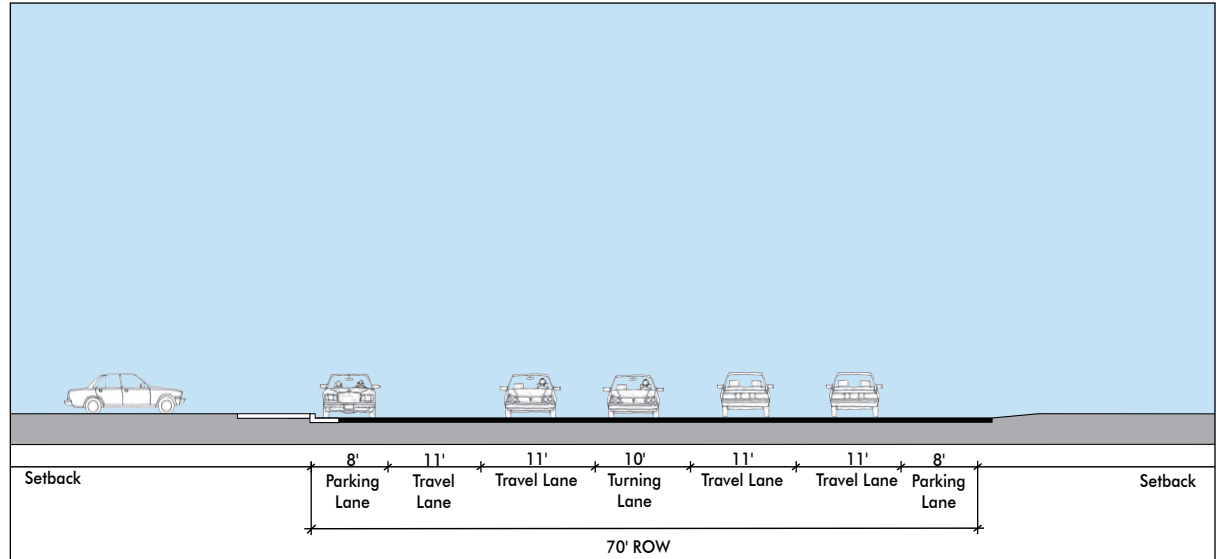 8' 11' 11' 10' 11' 11' 8'
Setback Parking Lane Travel Lane Travel Lane Turning Lane Travel Lane Travel Lane Parking Lane Setback
70' ROW